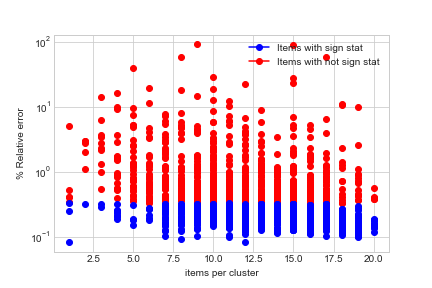 10²
10¹
10⁰
10⁻¹
% Relative error
Items with sign stat
Items with not sign stat
2.5 5.0 7.5 10.0 12.5 15.0 17.5 20.0
items per cluster